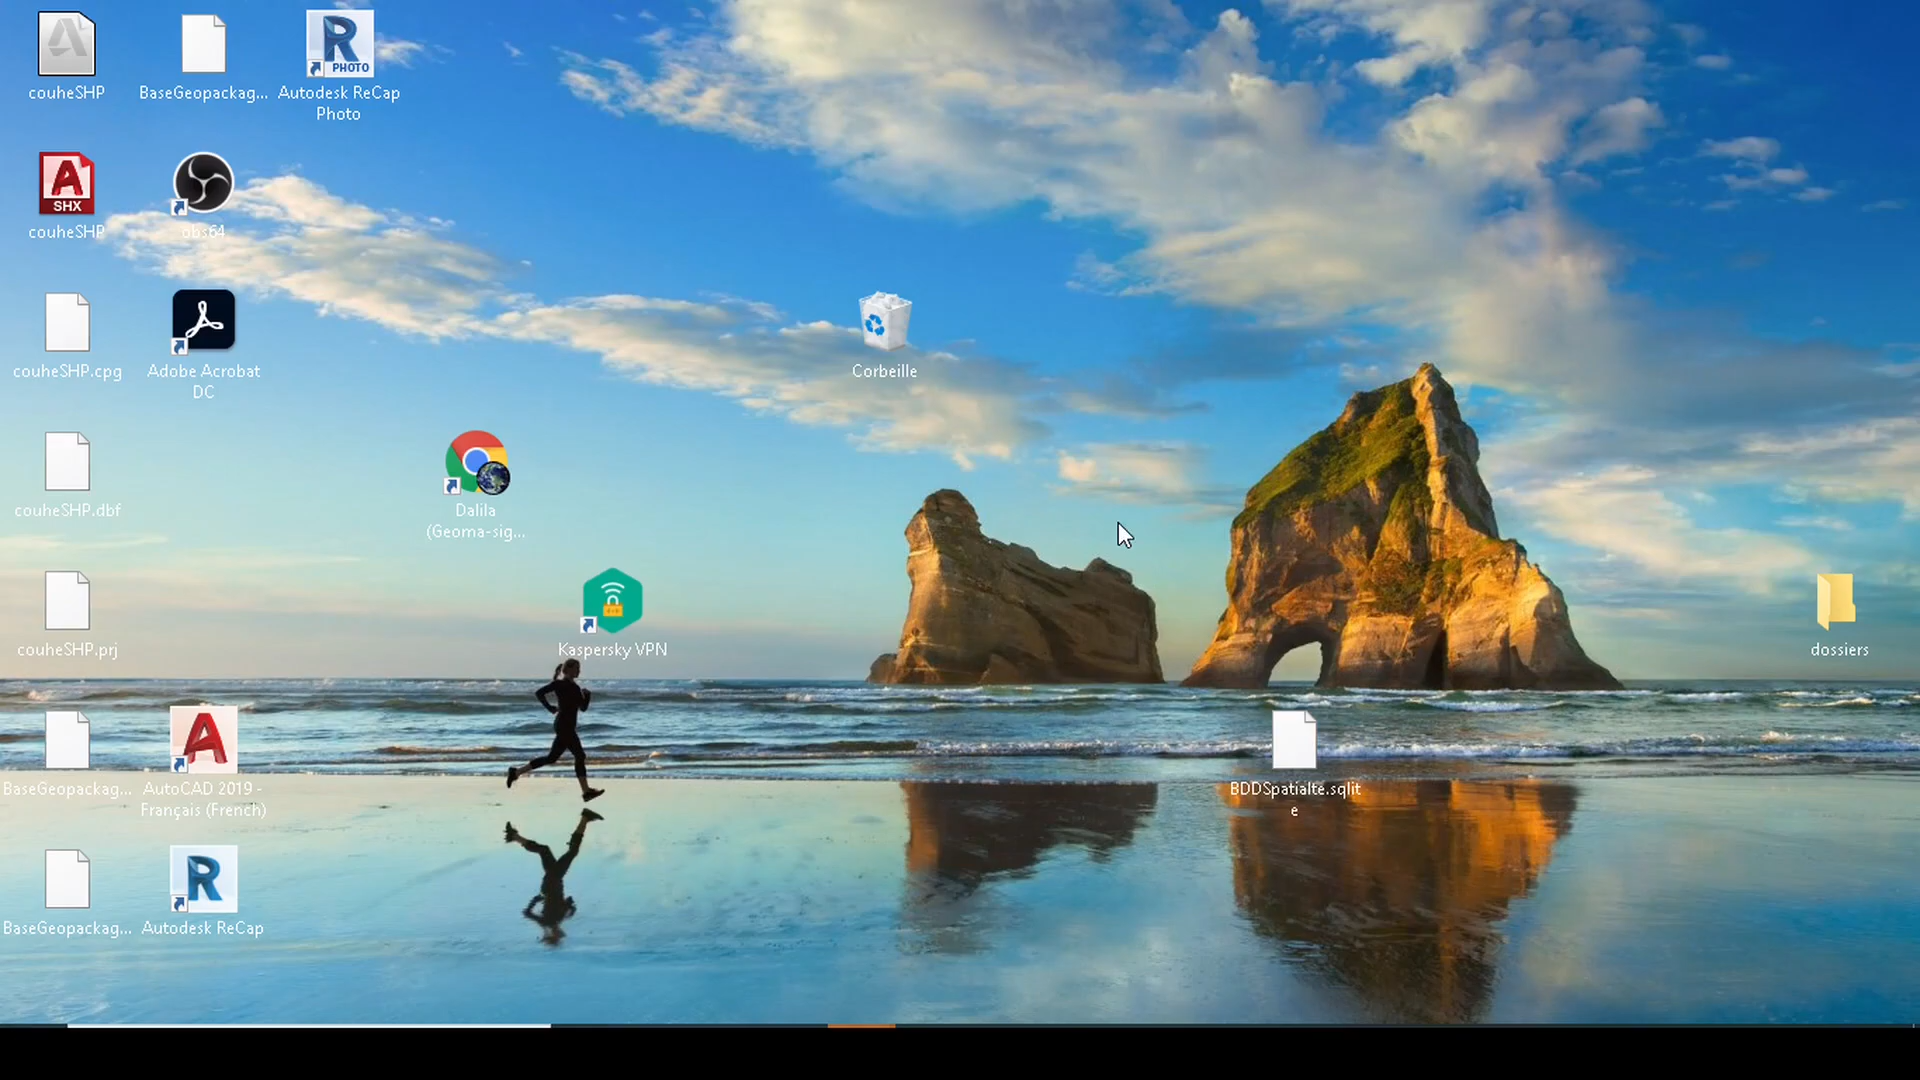 couheSHP
BaseGeopackag...
Autodesk ReCap
Photo
PHOTO
SHX
couheSHP
obs64
couheSHP.cpg
Adobe Acrobat
DC
Corbeille
couheSHP.dbf
Dalila
(Geoma-sig...
couheSHP.prj
Kaspersky VPN
dossiers
BaseGeopackag...
AutoCAD 2019 -
Français (French)
BDDSpatialte.sqlit
e
BaseGeopackag...
Autodesk ReCap